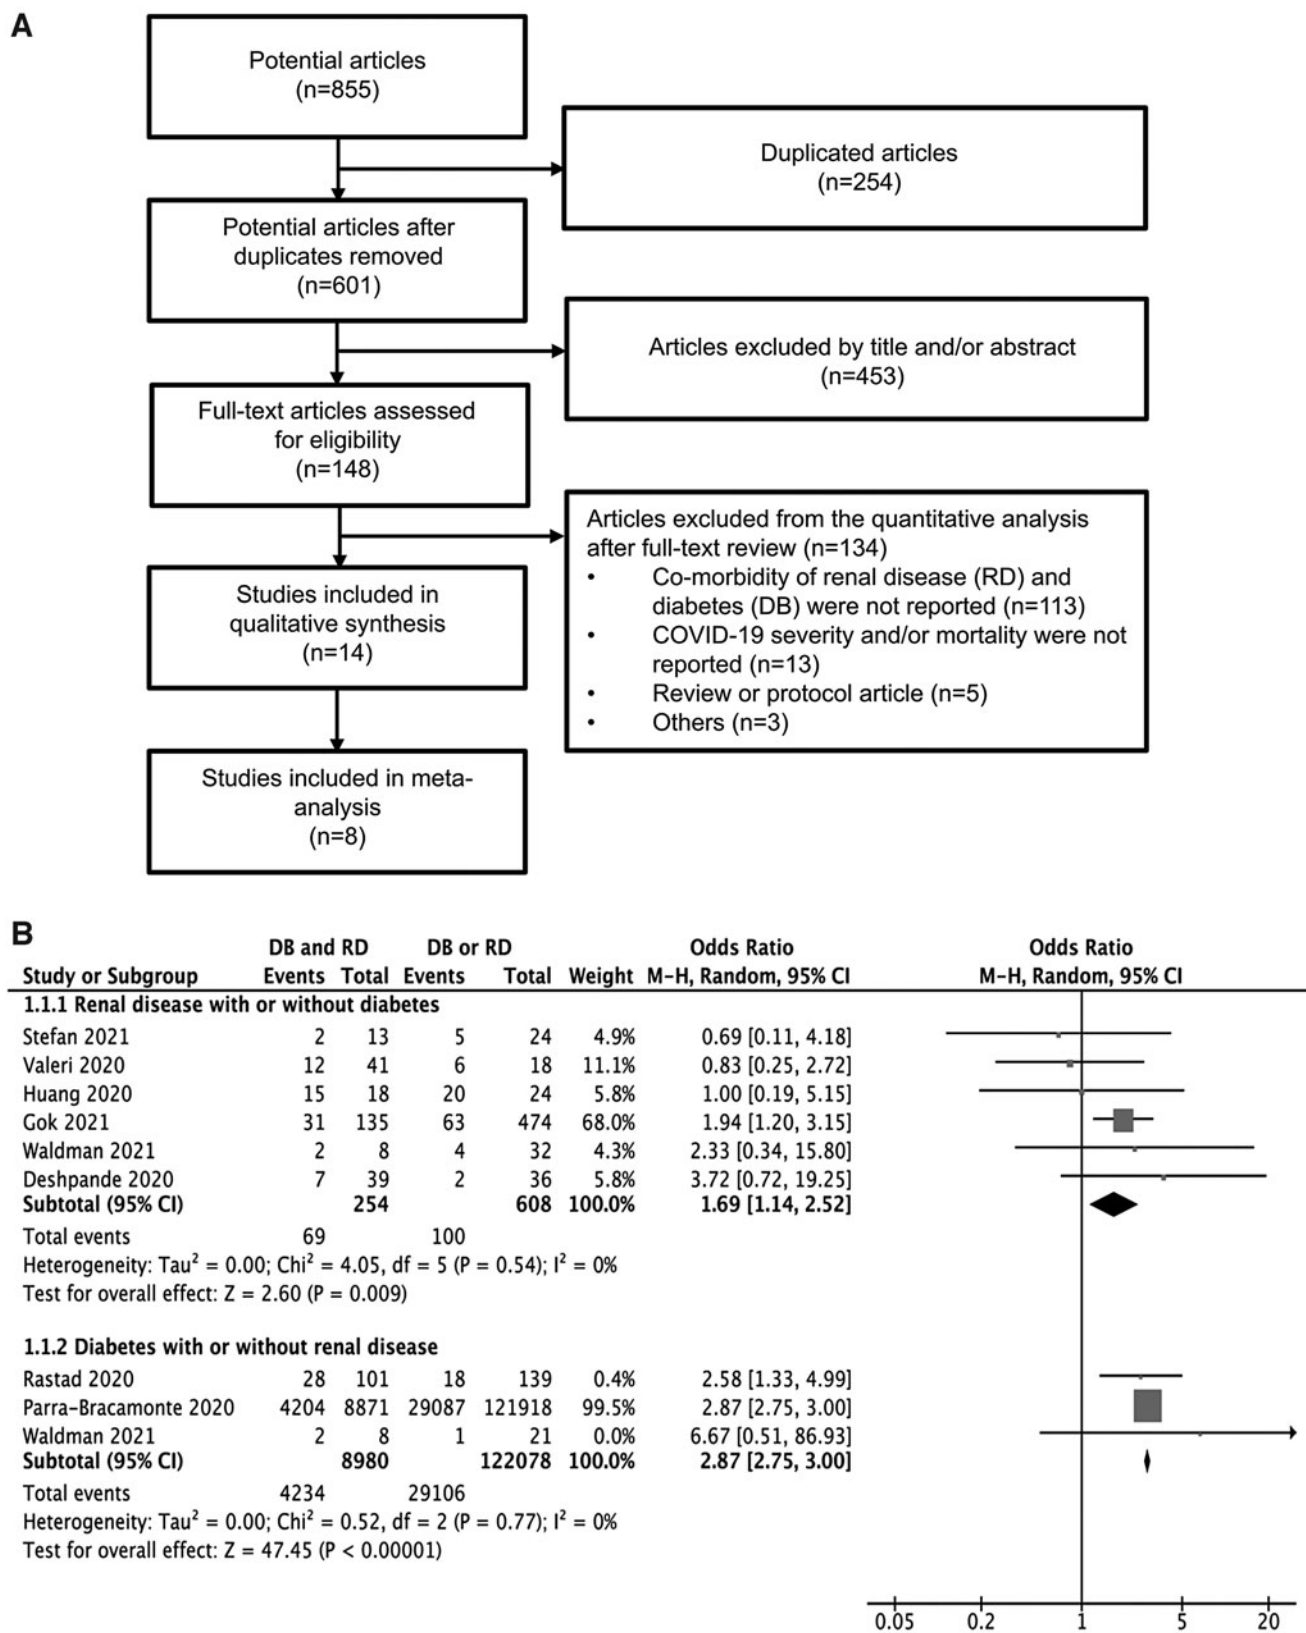 A
Potential articles
(n=855)
Duplicated articles
(n=254)
Potential articles after
duplicates removed
(n=601)
Articles excluded by title and/or abstract
(n=453)
Full-text articles assessed
for eligibility
(n=148)
Articles excluded from the quantitative analysis
after full-text review (n=134)
• Co-morbidity of renal disease (RD) and
diabetes (DB) were not reported (n=113)
• COVID-19 severity and/or mortality were not
reported (n=13)
• Review or protocol article (n=5)
• Others (n=3)
Studies included in
qualitative synthesis
(n=14)
Studies included in meta-
analysis
(n=8)
B
DB and RD DB or RD Odds Ratio Odds Ratio
Study or Subgroup Events Total Events Total Weight M-H, Random, 95% CI M-H, Random, 95% CI
1.1.1 Renal disease with or without diabetes
Stefan 2021 2 13 5 24 4.9% 0.69 [0.11, 4.18]
Valeri 2020 12 41 6 18 11.1% 0.83 [0.25, 2.72]
Huang 2020 15 18 20 24 5.8% 1.00 [0.19, 5.15]
Gok 2021 31 135 63 474 68.0% 1.94 [1.20, 3.15]
Waldman 2021 2 8 4 32 4.3% 2.33 [0.34, 15.80]
Deshpande 2020 7 39 2 36 5.8% 3.72 [0.72, 19.25]
Subtotal (95% CI) 254 608 100.0% 1.69 [1.14, 2.52]
Total events 69 100
Heterogeneity: Tau² = 0.00; Chi² = 4.05, df = 5 (P = 0.54); I² = 0%
Test for overall effect: Z = 2.60 (P = 0.009)
1.1.2 Diabetes with or without renal disease
Rastad 2020 28 101 18 139 0.4% 2.58 [1.33, 4.99]
Parra-Bracamonte 2020 4204 8871 29087 121918 99.5% 2.87 [2.75, 3.00]
Waldman 2021 2 8 1 21 0.0% 6.67 [0.51, 86.93]
Subtotal (95% CI) 8980 122078 100.0% 2.87 [2.75, 3.00]
Total events 4234 29106
Heterogeneity: Tau² = 0.00; Chi² = 0.52, df = 2 (P = 0.77); I² = 0%
Test for overall effect: Z = 47.45 (P < 0.00001)
0.05 0.2 1 5 20